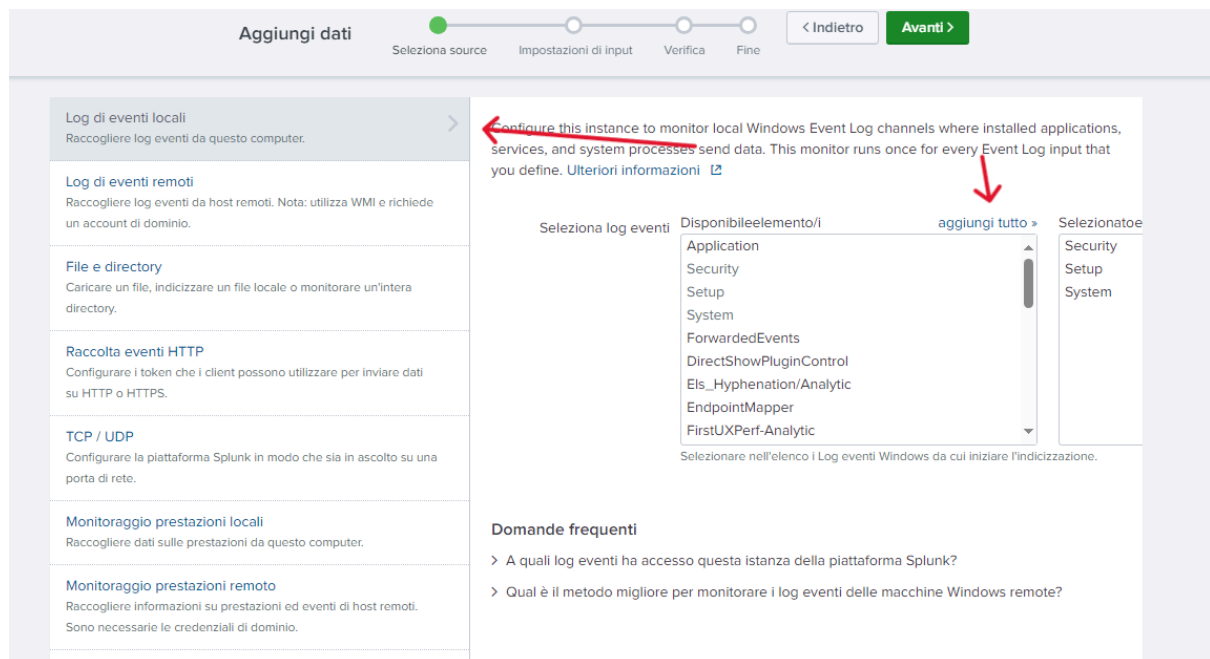 Aggiungi dati
Seleziona source
Impostazioni di input
Verifica
Fine
< Indietro
Avanti >
Log di eventi locali
Raccogliere log eventi da questo computer.
Log di eventi remoti
Raccogliere log eventi da host remoti. Nota: utilizza WMI e richiede
un account di dominio.
File e directory
Caricare un file, indicizzare un file locale o monitorare un'intera
directory.
Raccolta eventi HTTP
Configurare i token che i client possono utilizzare per inviare dati
su HTTP o HTTPS.
TCP / UDP
Configurare la piattaforma Splunk in modo che sia in ascolto su una
porta di rete.
Monitoraggio prestazioni locali
Raccogliere dati sulle prestazioni da questo computer.
Monitoraggio prestazioni remoto
Raccogliere informazioni su prestazioni ed eventi di host remoti.
Sono necessarie le credenziali di dominio.
Configure this instance to monitor local Windows Event Log channels where installed applications,
services, and system processes send data. This monitor runs once for every Event Log input that
you define. Ulteriori informazioni
Seleziona log eventi
Disponibileelemento/i
aggiungi tutto »
Application
Security
Setup
System
ForwardedEvents
DirectShowPluginControl
Els_Hyphenation/Analytic
EndpointMapper
FirstUXPerf-Analytic
Selezionatoe
Security
Setup
System
Selezionare nell'elenco i Log eventi Windows da cui iniziare l'indicizzazione.
Domande frequenti
> A quali log eventi ha accesso questa istanza della piattaforma Splunk?
> Qual è il metodo migliore per monitorare i log eventi delle macchine Windows remote?